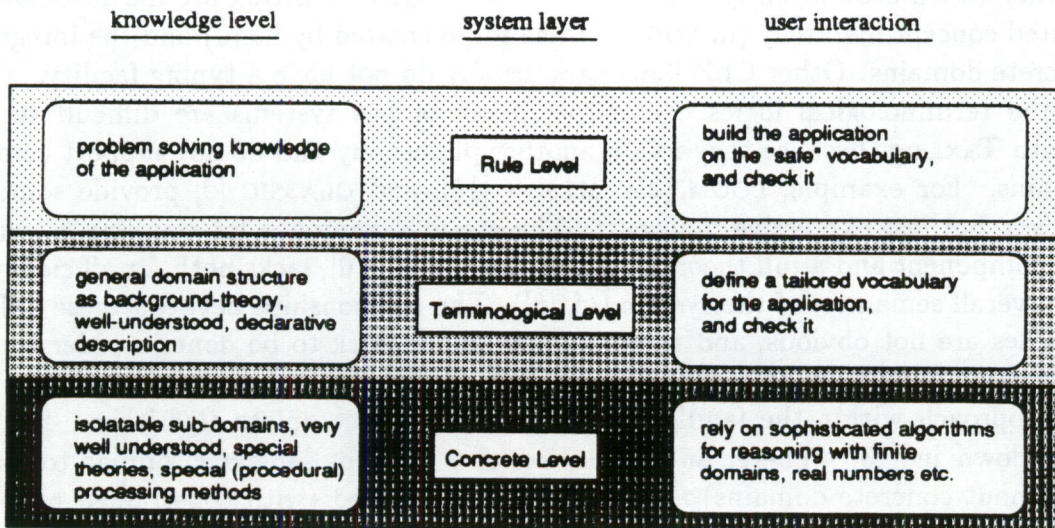 knowledge level
system layer
user interaction
problem solving knowledge
of the application
Rule Level
build the application
on the "safe" vocabulary,
and check it
general domain structure
as background-theory,
well-understood, declarative
description
Terminological Level
define a tailored vocabulary
for the application,
and check it
isolatable sub-domains, very
well understood, special
theories, special (procedural)
processing methods
Concrete Level
rely on sophisticated algorithms
for reasoning with finite
domains, real numbers etc.